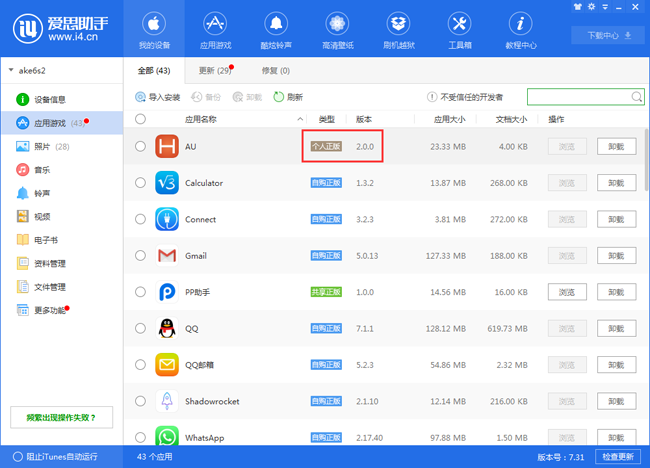 爱思助手
www.i4.cn
我的设备
应用游戏
酷炫铃声
高清壁纸
刷机越狱
工具箱
教程中心
下载中心
ake6s2
全部 (43)
更新 (29)
修复 (0)
导入安装
备份
卸载
刷新
不受信任的开发者
设备信息
应用游戏 (43)
照片 (28)
音乐
铃声
视频
电子书
资料管理
文件管理
更多功能
频繁出现操作失败？
应用名称 类型 版本 应用大小 文档大小 操作
AU 个人正版 2.0.0 23.33 MB 4.00 KB 浏览 卸载
Calculator 自购正版 1.3.2 13.87 MB 268.00 KB 浏览 卸载
Connect 自购正版 3.2.3 3.81 MB 272.00 KB 浏览 卸载
Gmail 自购正版 5.0.13 127.33 MB 188.00 KB 浏览 卸载
PP助手 共享正版 1.0.0 14.56 MB 16.00 KB 浏览 卸载
QQ 自购正版 7.1.1 128.12 MB 619.73 MB 浏览 卸载
QQ邮箱 自购正版 5.2.3 54.86 MB 2.32 MB 浏览 卸载
Shadowrocket 自购正版 2.1.10 12.14 MB 216.00 KB 浏览 卸载
WhatsApp 自购正版 2.17.40 97.88 MB 1.50 MB 浏览 卸载
阻止iTunes自动运行
43 个应用
版本号：7.31
检查更新